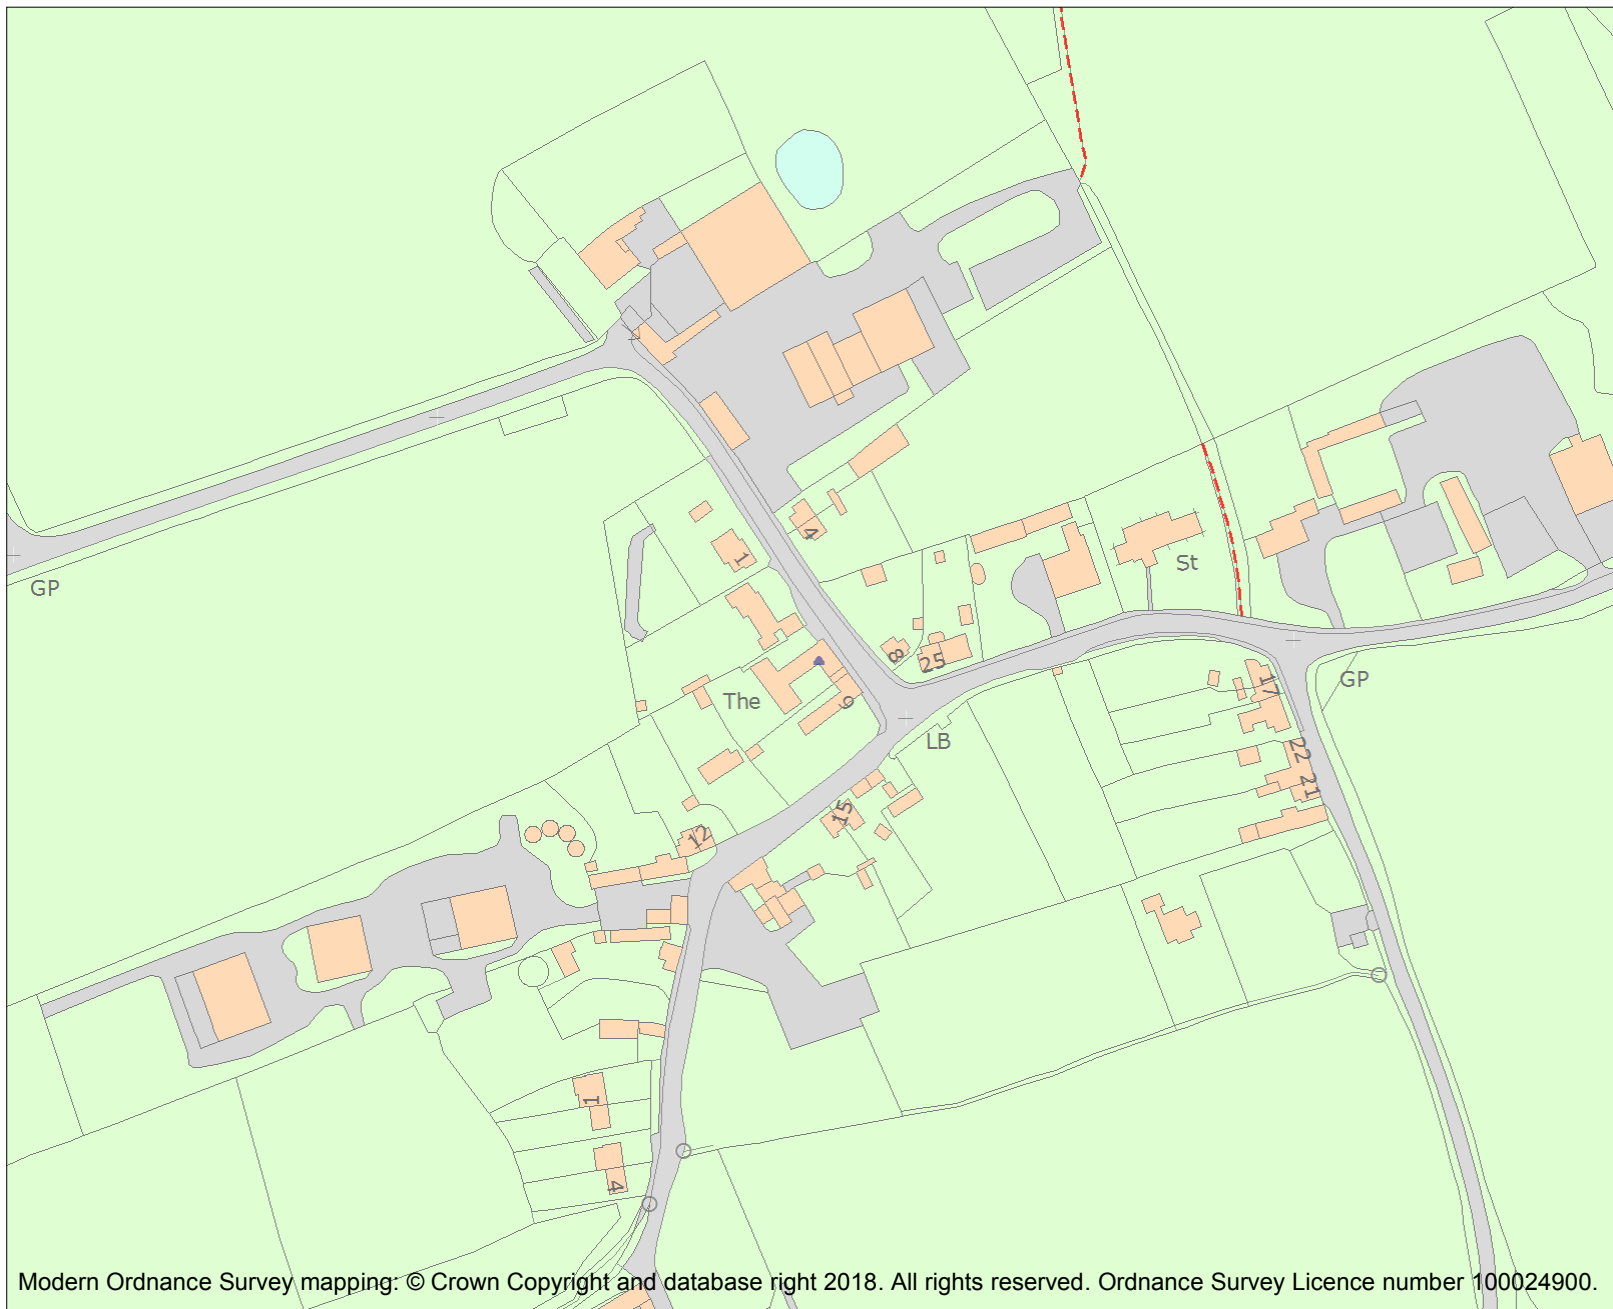 4
1
GP
St
8
25
The
9
17
GP
LB
22
21
15
12
1
4
Modern Ordnance Survey mapping: © Crown Copyright and database right 2018. All rights reserved. Ordnance Survey Licence number 100024900.